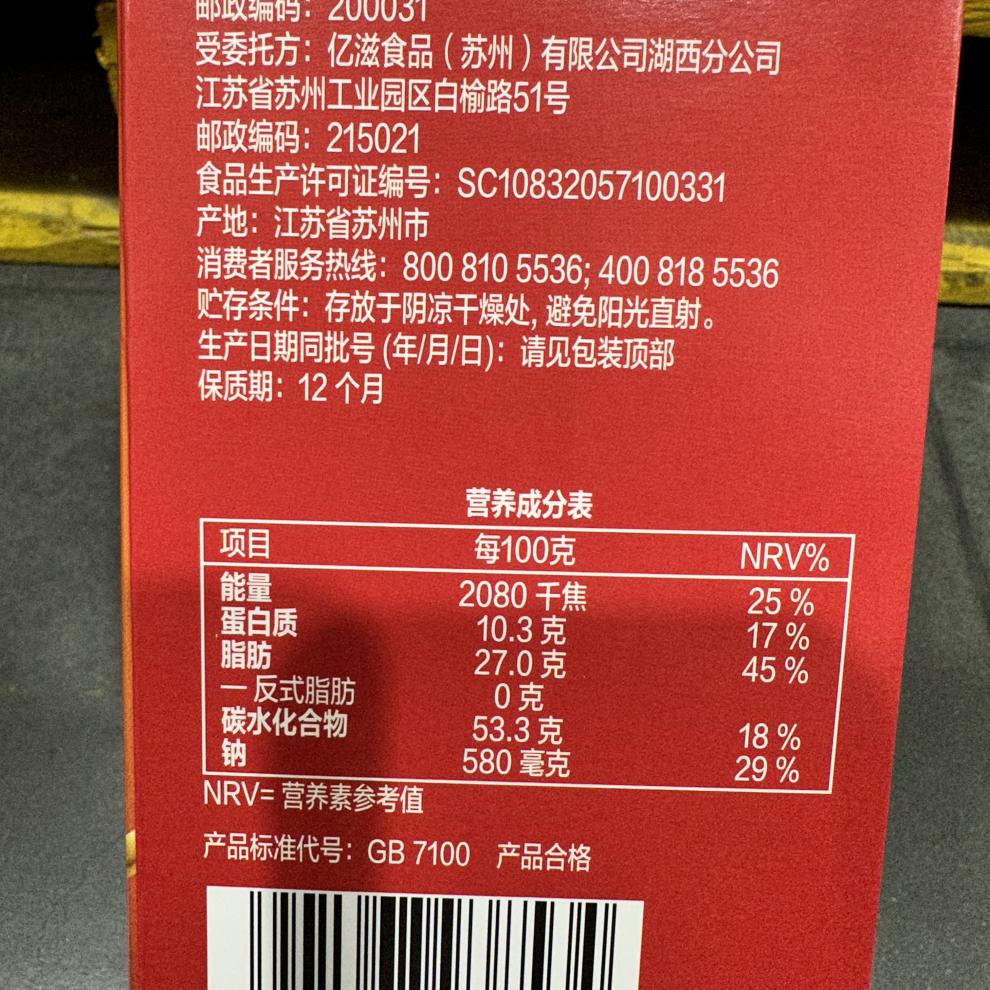 邮政编码：200031
受委托方：亿滋食品（苏州）有限公司湖西分公司
江苏省苏州工业园区白榆路51号
邮政编码：215021
食品生产许可证编号：SC10832057100331
产地：江苏省苏州市
消费者服务热线：800 810 5536; 400 818 5536
贮存条件：存放于阴凉干燥处, 避免阳光直射。
生产日期同批号 (年/月/日)：请见包装顶部
保质期：12 个月
营养成分表
项目 每100克 NRV%
能量 2080 千焦 25 %
蛋白质 10.3 克 17 %
脂肪 27.0 克 45 %
— 反式脂肪 0 克
碳水化合物 53.3 克 18 %
钠 580 毫克 29 %
NRV= 营养素参考值
产品标准代号：GB 7100 产品合格